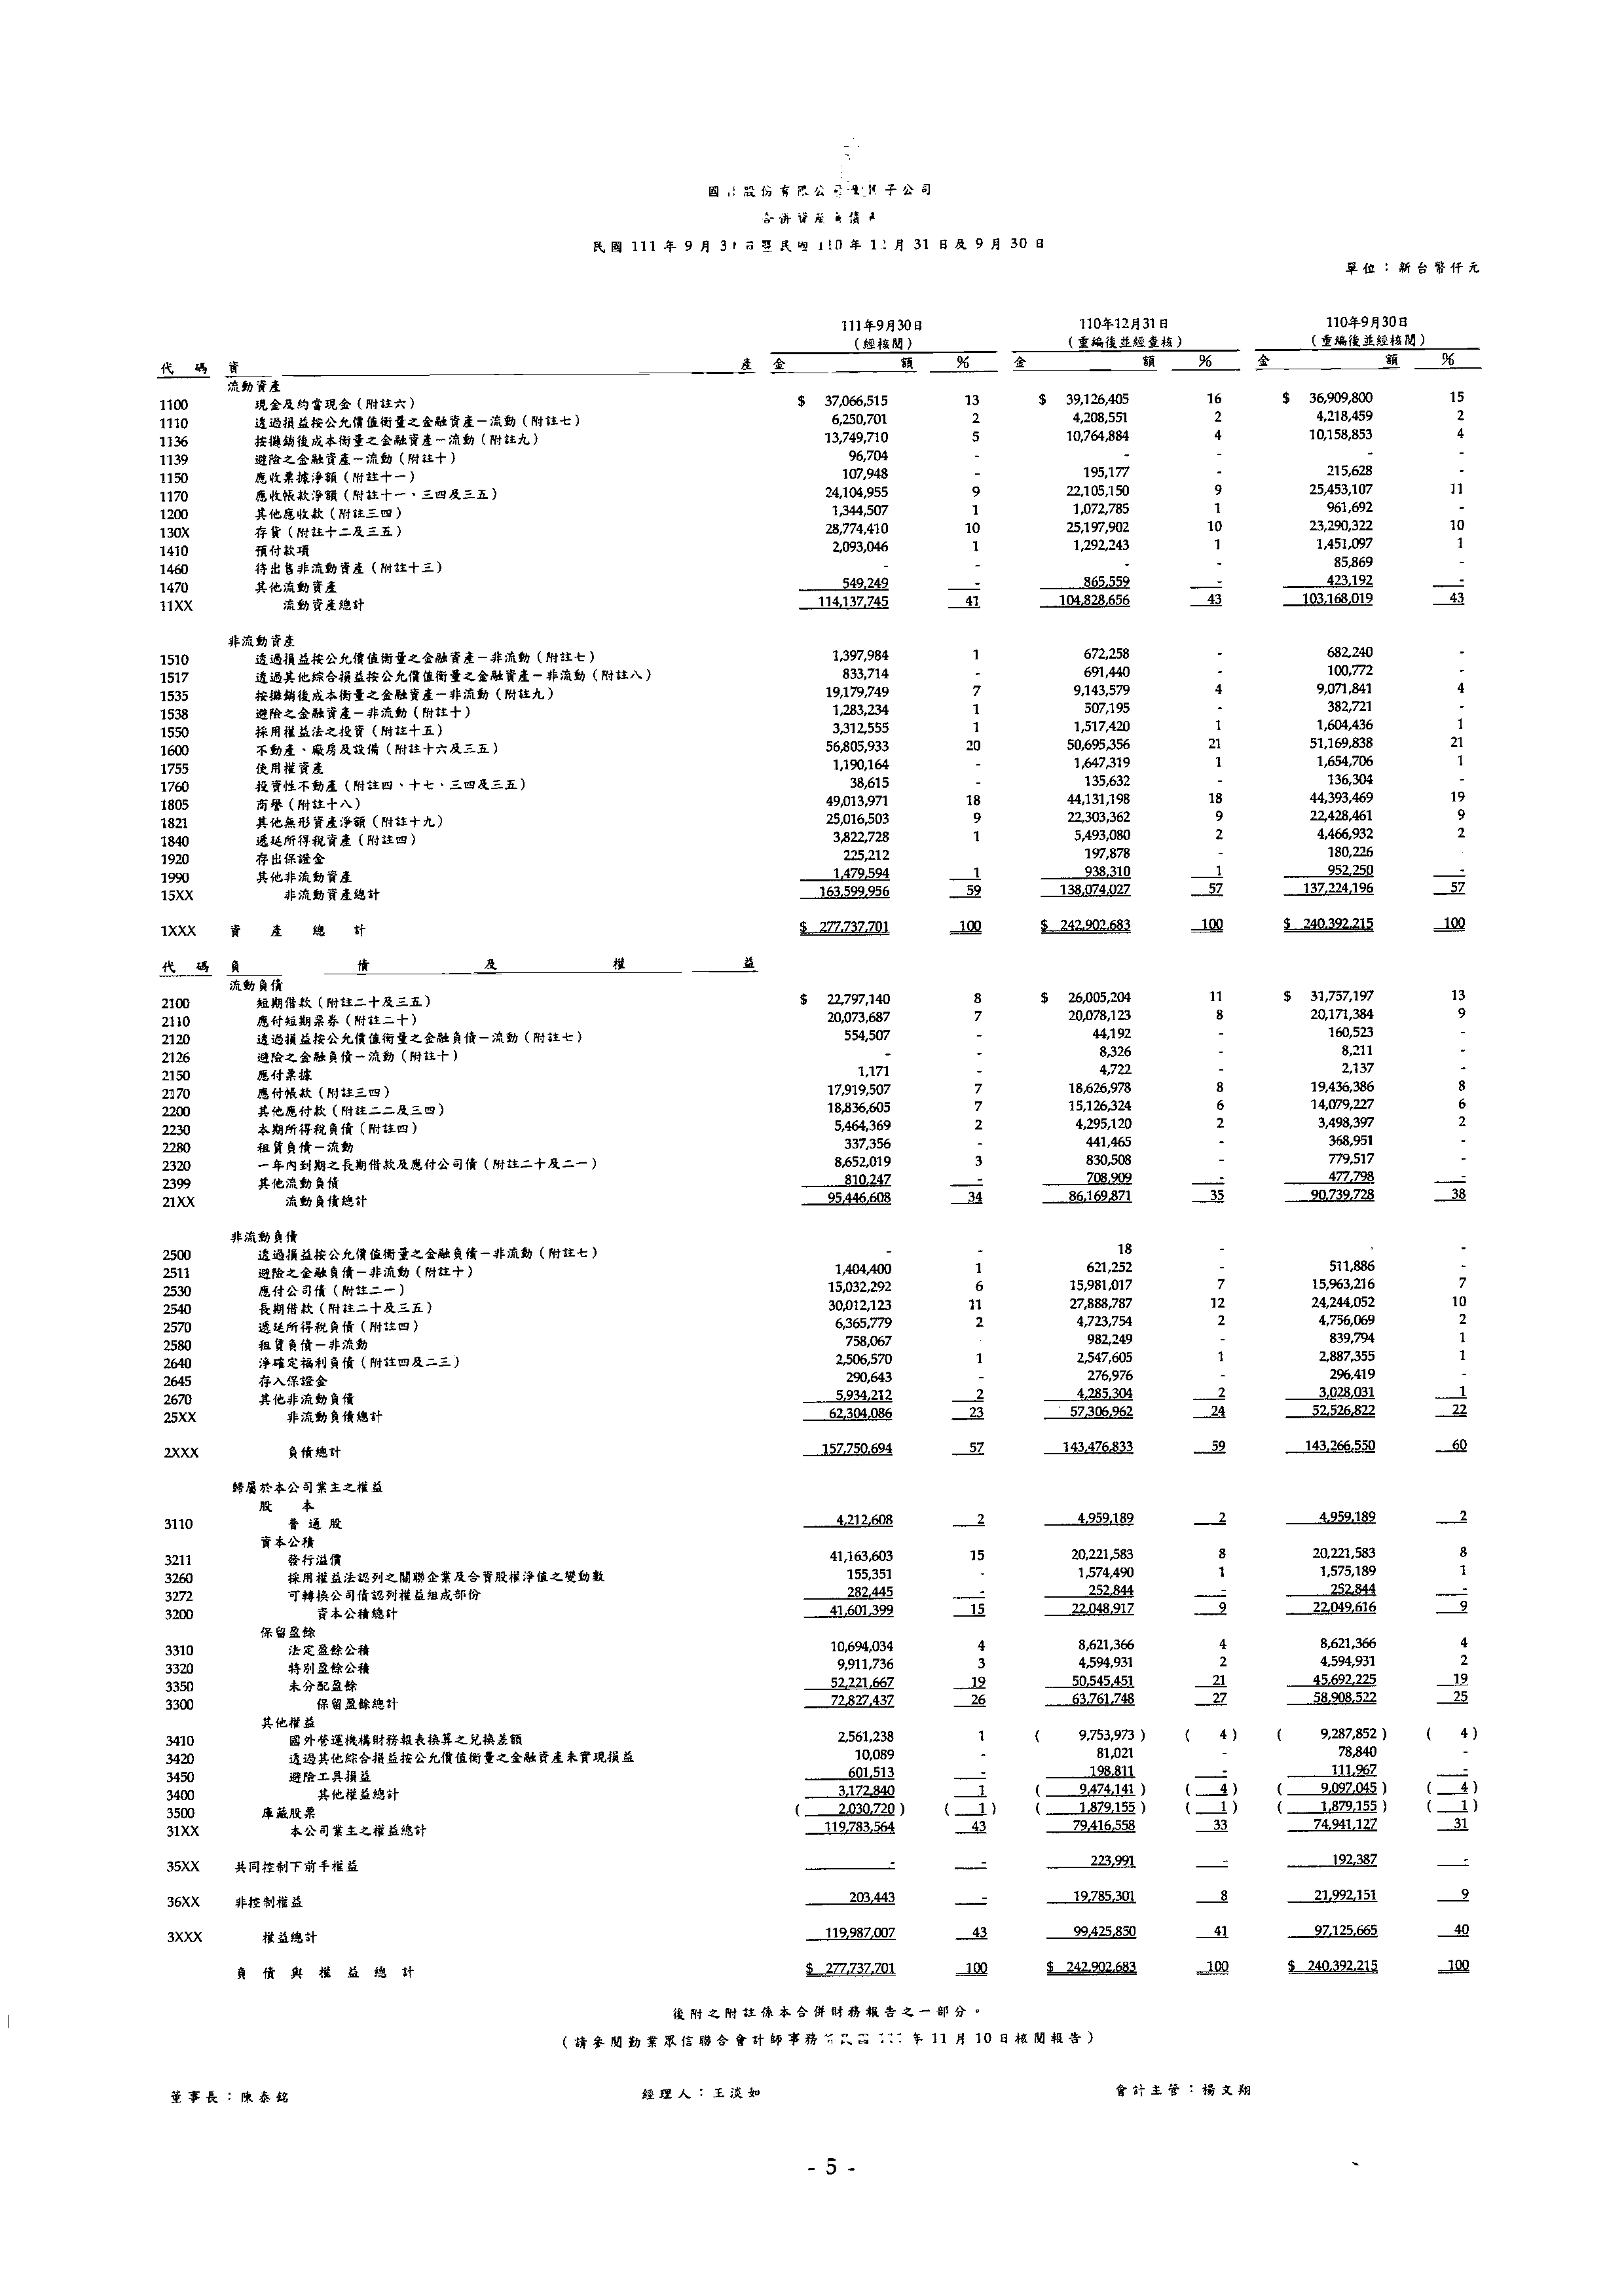 國 股份有限公 子公司
合併資產負債
民國 111 年 9 月 3 民 110 年 1 月 31 日及 9 月 30 日
單位：新台幣仟元
111年9月30日 110年12月31日 110年9月30日
（經核閱） （重編後並經查核） （重編後並經核閱）
代 碼 資 產 金 額 % 金 額 % 金 額 %
流動資產
1100 現金及約當現金（附註六） $ 37,066,515 13 $ 39,126,405 16 $ 36,909,800 15
1110 透過損益按公允價值衡量之金融資產－流動（附註七） 6,250,701 2 4,208,551 2 4,218,459 2
1136 按攤銷後成本衡量之金融資產－流動（附註九） 13,749,710 5 10,764,884 4 10,158,853 4
1139 避險之金融資產－流動（附註十） 96,704 - - - - -
1150 應收票據淨額（附註十一） 107,948 - 195,177 - 215,628 -
1170 應收帳款淨額（附註十一、三四及三五） 24,104,955 9 22,105,150 9 25,453,107 11
1200 其他應收款（附註三四） 1,344,507 1 1,072,785 1 961,692 -
130X 存貨（附註十二及三五） 28,774,410 10 25,197,902 10 23,290,322 10
1410 預付款項 2,093,046 1 1,292,243 1 1,451,097 1
1460 待出售非流動資產（附註十三） - - - - 85,869 -
1470 其他流動資產 549,249 - 865,559 - 423,192 -
11XX 流動資產總計 114,137,745 41 104,828,656 43 103,168,019 43
非流動資產
1510 透過損益按公允價值衡量之金融資產－非流動（附註七） 1,397,984 1 672,258 - 682,240 -
1517 透過其他綜合損益按公允價值衡量之金融資產－非流動（附註八） 833,714 - 691,440 - 100,772 -
1535 按攤銷後成本衡量之金融資產－非流動（附註九） 19,179,749 7 9,143,579 4 9,071,841 4
1538 避險之金融資產－非流動（附註十） 1,283,234 1 507,195 - 382,721 -
1550 採用權益法之投資（附註十五） 3,312,555 1 1,517,420 1 1,604,436 1
1600 不動產、廠房及設備（附註十六及三五） 56,805,933 20 50,695,356 21 51,169,838 21
1755 使用權資產 1,190,164 - 1,647,319 1 1,654,706 1
1760 投資性不動產（附註四、十七、三四及三五） 38,615 - 135,632 - 136,304 -
1805 商譽（附註十八） 49,013,971 18 44,131,198 18 44,393,469 19
1821 其他無形資產淨額（附註十九） 25,016,503 9 22,303,362 9 22,428,461 9
1840 遞延所得稅資產（附註四） 3,822,728 1 5,493,080 2 4,466,932 2
1920 存出保證金 225,212 197,878 - 180,226
1990 其他非流動資產 1,479,594 1 938,310 1 952,250 -
15XX 非流動資產總計 163,599,956 59 138,074,027 57 137,224,196 57
1XXX 資 產 總 計 $ 277,737,701 100 $ 242,902,683 100 $ 240,392,215 100
代 碼 負 債 及 權 益
流動負債
2100 短期借款（附註二十及三五） $ 22,797,140 8 $ 26,005,204 11 $ 31,757,197 13
2110 應付短期票券（附註二十） 20,073,687 7 20,078,123 8 20,171,384 9
2120 透過損益按公允價值衡量之金融負債－流動（附註七） 554,507 - 44,192 - 160,523 -
2126 避險之金融負債－流動（附註十） - - 8,326 - 8,211 -
2150 應付票據 1,171 - 4,722 - 2,137 -
2170 應付帳款（附註三四） 17,919,507 7 18,626,978 8 19,436,386 8
2200 其他應付款（附註二二及三四） 18,836,605 7 15,126,324 6 14,079,227 6
2230 本期所得稅負債（附註四） 5,464,369 2 4,295,120 2 3,498,397 2
2280 租賃負債－流動 337,356 - 441,465 - 368,951 -
2320 一年內到期之長期借款及應付公司債（附註二十及二一） 8,652,019 3 830,508 - 779,517 -
2399 其他流動負債 810,247 - 708,909 - 477,798 -
21XX 流動負債總計 95,446,608 34 86,169,871 35 90,739,728 38
非流動負債
2500 透過損益按公允價值衡量之金融負債－非流動（附註七） - - 18 - - -
2511 避險之金融負債－非流動（附註十） 1,404,400 1 621,252 - 511,886 -
2530 應付公司債（附註二一） 15,032,292 6 15,981,017 7 15,963,216 7
2540 長期借款（附註二十及三五） 30,012,123 11 27,888,787 12 24,244,052 10
2570 遞延所得稅負債（附註四） 6,365,779 2 4,723,754 2 4,756,069 2
2580 租賃負債－非流動 758,067 982,249 - 839,794 1
2640 淨確定福利負債（附註四及二三） 2,506,570 1 2,547,605 1 2,887,355 1
2645 存入保證金 290,643 - 276,976 - 296,419 -
2670 其他非流動負債 5,934,212 2 4,285,304 2 3,028,031 1
25XX 非流動負債總計 62,304,086 23 57,306,962 24 52,526,822 22
2XXX 負債總計 157,750,694 57 143,476,833 59 143,266,550 60
歸屬於本公司業主之權益
股 本
3110 普通股 4,212,608 2 4,959,189 2 4,959,189 2
資本公積
3211 發行溢價 41,163,603 15 20,221,583 8 20,221,583 8
3260 採用權益法認列之關聯企業及合資股權淨值之變動數 155,351 - 1,574,490 1 1,575,189 1
3272 可轉換公司債認列權益組成部份 282,445 - 252,844 - 252,844 -
3200 資本公積總計 41,601,399 15 22,048,917 9 22,049,616 9
保留盈餘
3310 法定盈餘公積 10,694,034 4 8,621,366 4 8,621,366 4
3320 特別盈餘公積 9,911,736 3 4,594,931 2 4,594,931 2
3350 未分配盈餘 52,221,667 19 50,545,451 21 45,692,225 19
3300 保留盈餘總計 72,827,437 26 63,761,748 27 58,908,522 25
其他權益
3410 國外營運機構財務報表換算之兌換差額 2,561,238 1 ( 9,753,973 ) ( 4 ) ( 9,287,852 ) ( 4 )
3420 透過其他綜合損益按公允價值衡量之金融資產未實現損益 10,089 - 81,021 - 78,840 -
3450 避險工具損益 601,513 - 198,811 - 111,967 -
3400 其他權益總計 3,172,840 1 ( 9,474,141 ) ( 4 ) ( 9,097,045 ) ( 4 )
3500 庫藏股票 ( 2,030,720 ) ( 1 ) ( 1,879,155 ) ( 1 ) ( 1,879,155 ) ( 1 )
31XX 本公司業主之權益總計 119,783,564 43 79,416,558 33 74,941,127 31
35XX 共同控制下前手權益 - - 223,991 - 192,387 -
36XX 非控制權益 203,443 - 19,785,301 8 21,992,151 9
3XXX 權益總計 119,987,007 43 99,425,850 41 97,125,665 40
負 債 與 權 益 總 計 $ 277,737,701 100 $ 242,902,683 100 $ 240,392,215 100
後附之附註係本合併財務報告之一部分。
（請參閱勤業眾信聯合會計師事務 年 11 月 10 日核閱報告）
董事長：陳泰銘 經理人：王淡如 會計主管：楊文翔
- 5 -